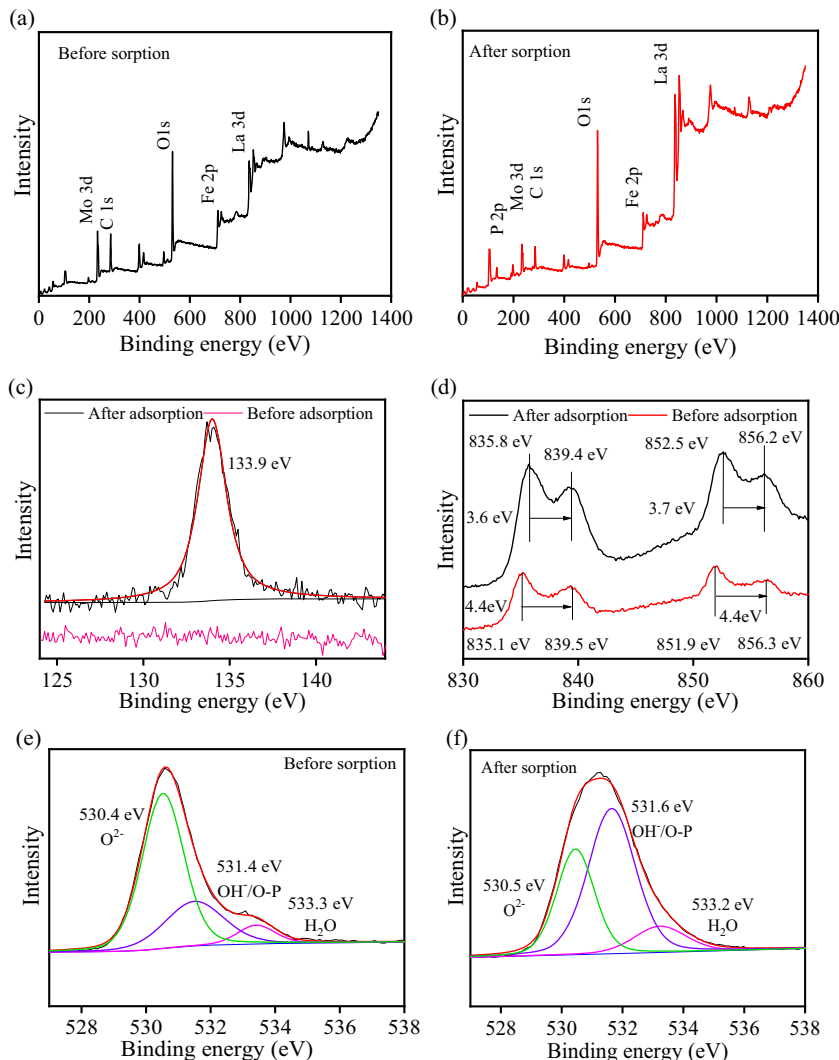 (a)
Before sorption
Mo 3d
C 1s
O1s
Fe 2p
La 3d
Intensity
0 200 400 600 800 1000 1200 1400
Binding energy (eV)
(b)
After sorption
P 2p
Mo 3d
C 1s
O1s
Fe 2p
La 3d
Intensity
0 200 400 600 800 1000 1200 1400
Binding energy (eV)
(c)
After adsorption Before adsorption
133.9 eV
Intensity
125 130 135 140
Binding energy (eV)
(d)
After adsorption Before adsorption
835.8 eV 839.4 eV 852.5 eV 856.2 eV
3.6 eV 3.7 eV
4.4eV 4.4eV
835.1 eV 839.5 eV 851.9 eV 856.3 eV
Intensity
830 840 850 860
Binding energy (eV)
(e)
Before sorption
530.4 eV
O²⁻
531.4 eV
OH⁻/O-P
533.3 eV
H₂O
Intensity
528 530 532 534 536 538
Binding energy (eV)
(f)
After sorption
531.6 eV
OH⁻/O-P
530.5 eV
O²⁻
533.2 eV
H₂O
Intensity
528 530 532 534 536 538
Binding energy (eV)